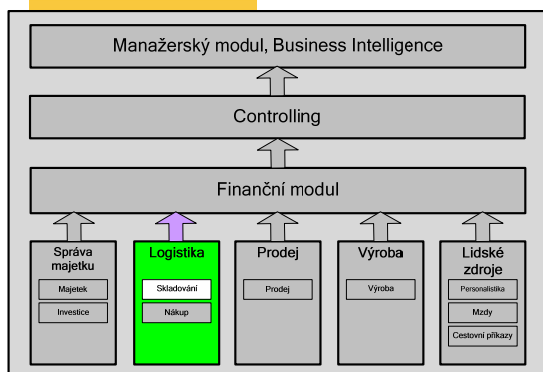 Manažerský modul, Business Intelligence
Controlling
Finanční modul
Správa
majetku
Majetek
Investice
Logistika
Skladování
Nákup
Prodej
Prodej
Výroba
Výroba
Lidské
zdroje
Personalistika
Mzdy
Cestovní příkazy